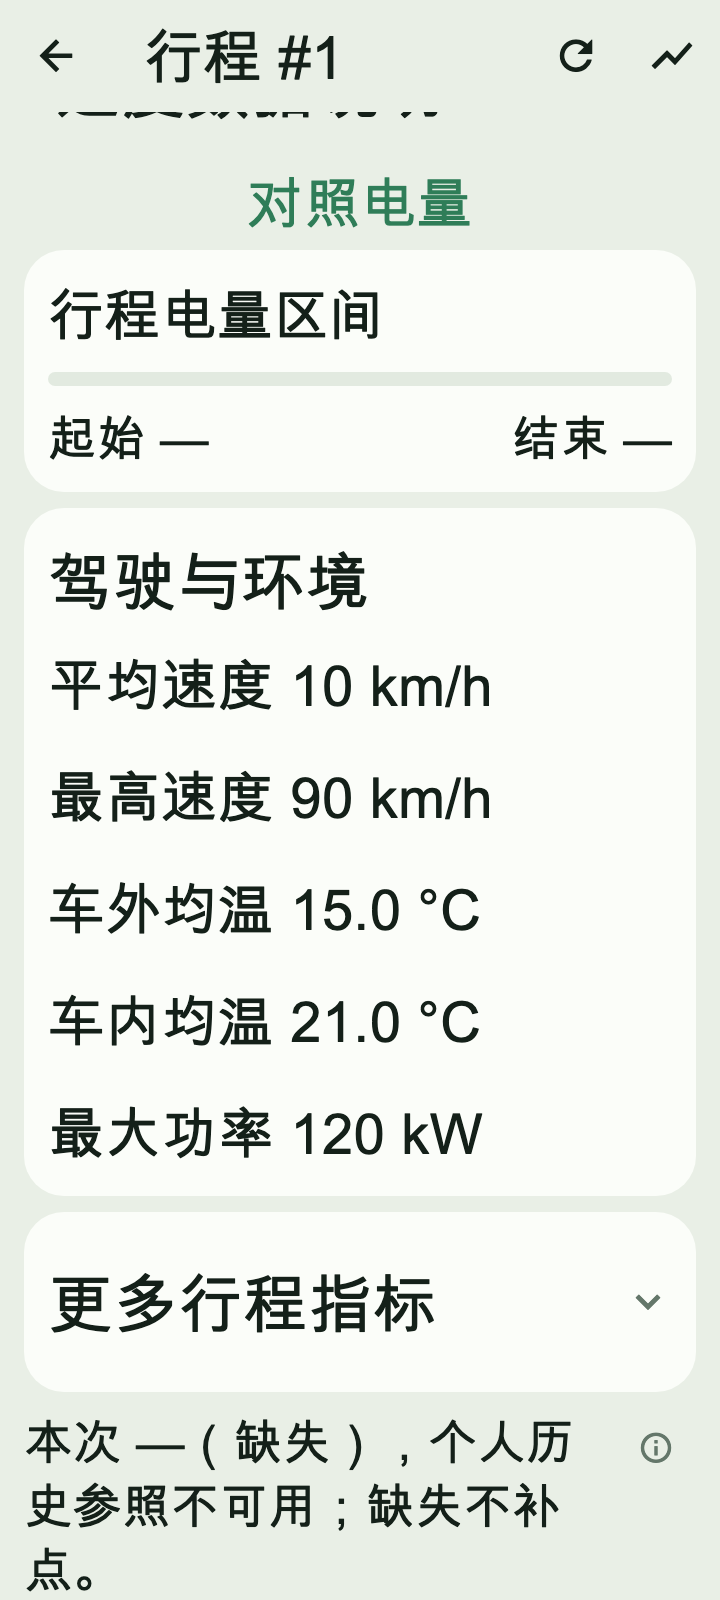 行程 #1
对照电量
行程电量区间
起始 —
结束 —
驾驶与环境
平均速度 10 km/h
最高速度 90 km/h
车外均温 15.0 °C
车内均温 21.0 °C
最大功率 120 kW
更多行程指标
本次 —（缺失），个人历
史参照不可用；缺失不补
点。